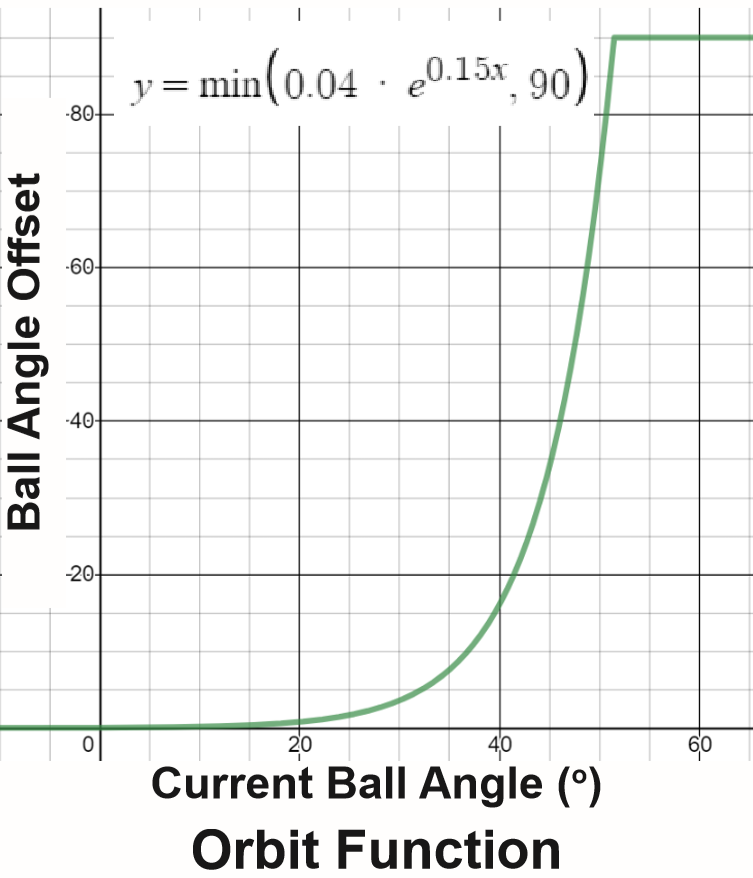 y = min(0.04 · e^0.15x, 90)
80
60
40
20
0 20 40 60
Ball Angle Offset
Current Ball Angle (°)
Orbit Function